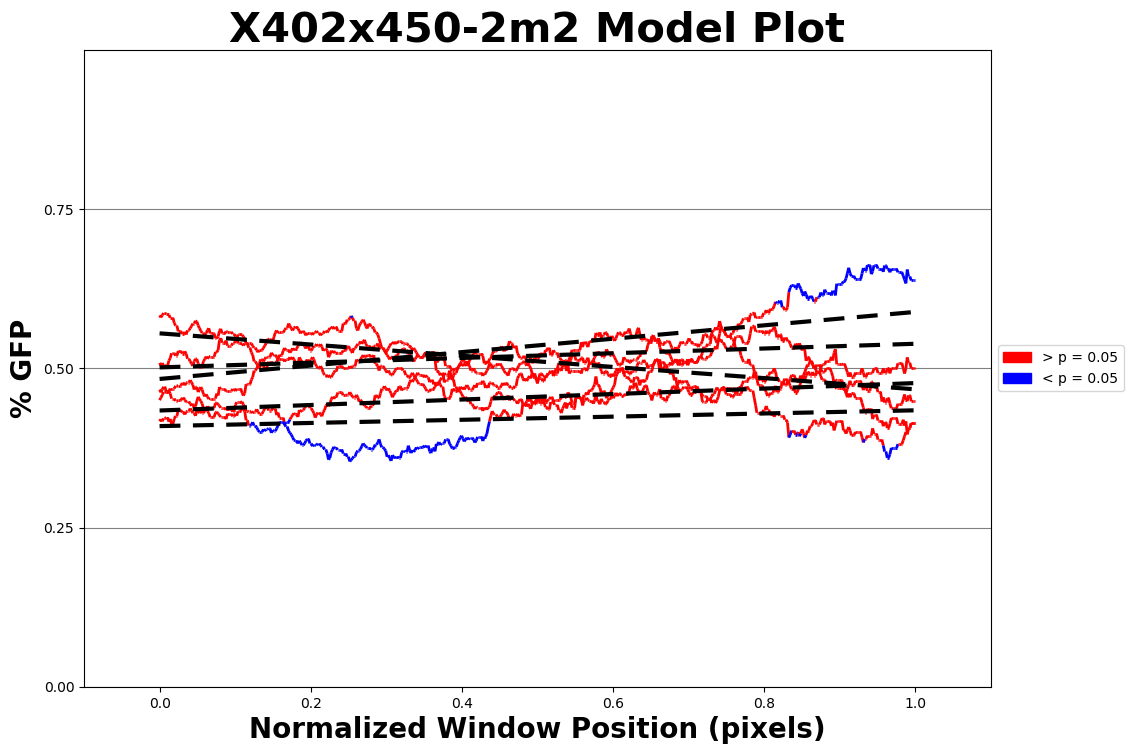 X402x450-2m2 Model Plot
% GFP
0.75
0.50
0.25
0.00
0.0 0.2 0.4 0.6 0.8 1.0
Normalized Window Position (pixels)
> p = 0.05
< p = 0.05